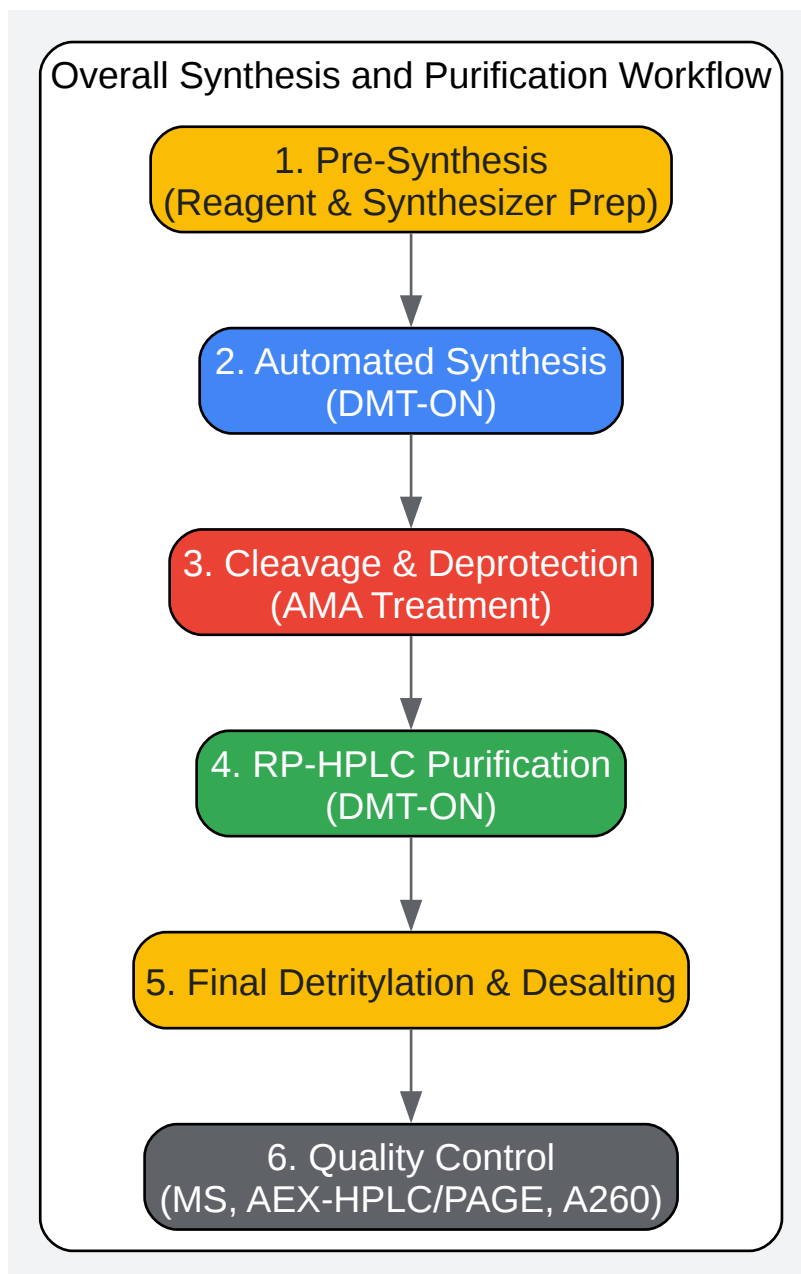 Overall Synthesis and Purification Workflow
1. Pre-Synthesis
(Reagent & Synthesizer Prep)
2. Automated Synthesis
(DMT-ON)
3. Cleavage & Deprotection
(AMA Treatment)
4. RP-HPLC Purification
(DMT-ON)
5. Final Detritylation & Desalting
6. Quality Control
(MS, AEX-HPLC/PAGE, A260)